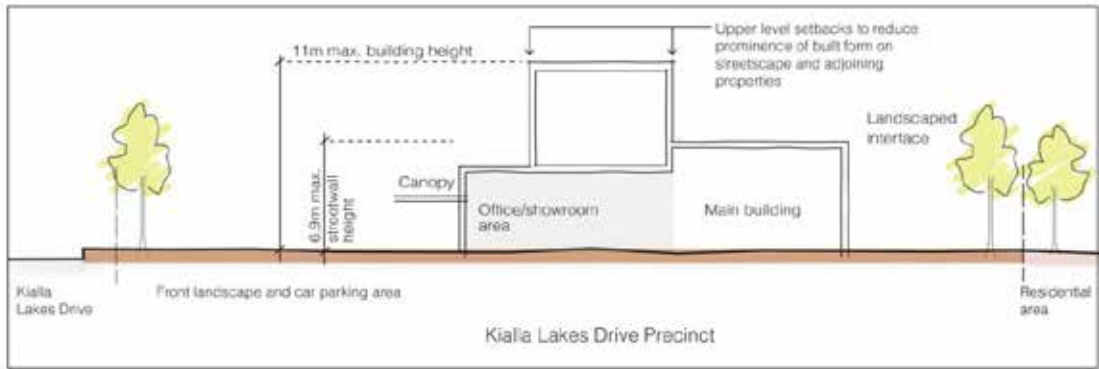 Upper level setbacks to reduce
prominence of built form on
streetscape and adjoining
properties
11m max. building height
Landscaped
interface
Canopy
6.9m max.
streetwall
height
Office/showroom
area
Main building
Kialla
Lakes Drive
Front landscape and car parking area
Residential
area
Kialla Lakes Drive Precinct